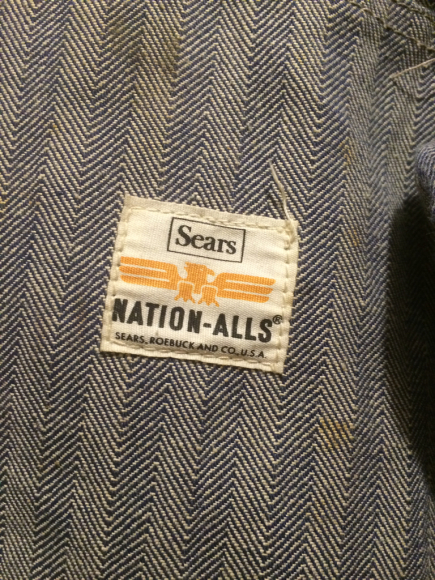 Sears
NATION-ALLS®
SEARS, ROEBUCK AND CO., U.S.A.